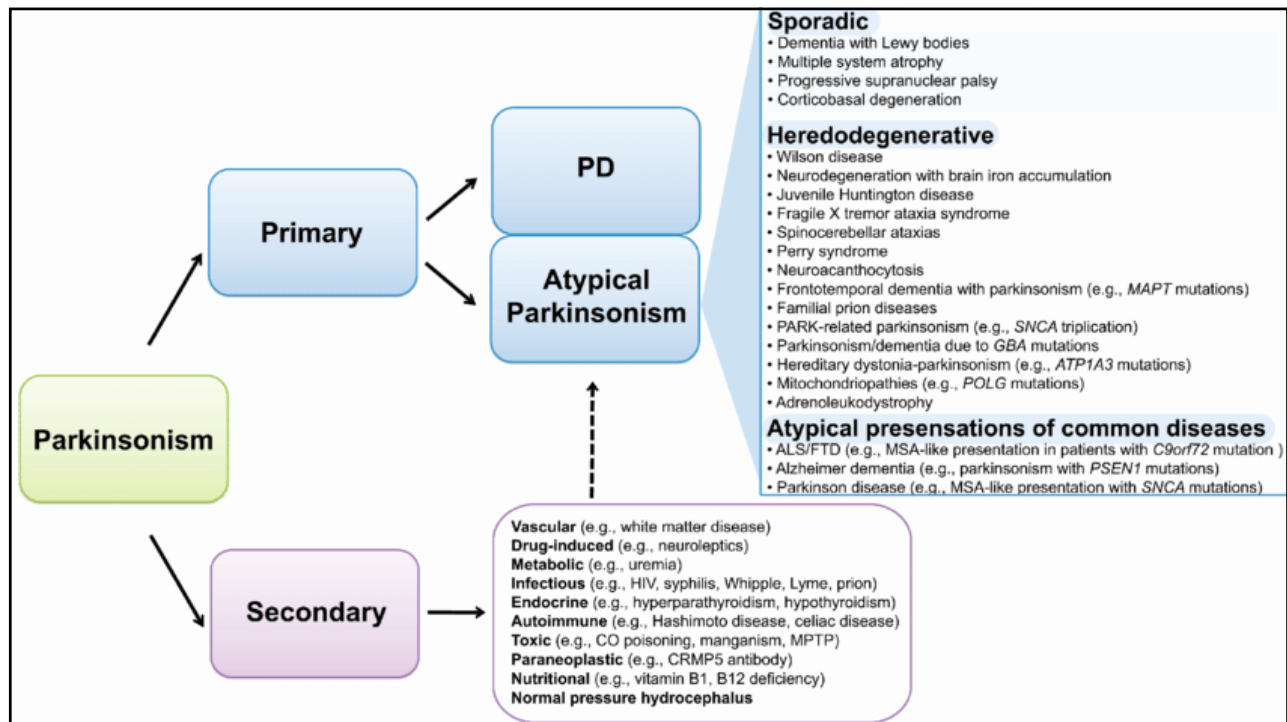 Parkinsonism
Primary
Secondary
PD
Atypical
Parkinsonism
Sporadic
• Dementia with Lewy bodies
• Multiple system atrophy
• Progressive supranuclear palsy
• Corticobasal degeneration
Heredodegenerative
• Wilson disease
• Neurodegeneration with brain iron accumulation
• Juvenile Huntington disease
• Fragile X tremor ataxia syndrome
• Spinocerebellar ataxias
• Perry syndrome
• Neuroacanthocytosis
• Frontotemporal dementia with parkinsonism (e.g., MAPT mutations)
• Familial prion diseases
• PARK-related parkinsonism (e.g., SNCA triplication)
• Parkinsonism/dementia due to GBA mutations
• Hereditary dystonia-parkinsonism (e.g., ATP1A3 mutations)
• Mitochondriopathies (e.g., POLG mutations)
• Adrenoleukodystrophy
Atypical presensations of common diseases
• ALS/FTD (e.g., MSA-like presentation in patients with C9orf72 mutation )
• Alzheimer dementia (e.g., parkinsonism with PSEN1 mutations)
• Parkinson disease (e.g., MSA-like presentation with SNCA mutations)
Vascular (e.g., white matter disease)
Drug-induced (e.g., neuroleptics)
Metabolic (e.g., uremia)
Infectious (e.g., HIV, syphilis, Whipple, Lyme, prion)
Endocrine (e.g., hyperparathyroidism, hypothyroidism)
Autoimmune (e.g., Hashimoto disease, celiac disease)
Toxic (e.g., CO poisoning, manganism, MPTP)
Paraneoplastic (e.g., CRMP5 antibody)
Nutritional (e.g., vitamin B1, B12 deficiency)
Normal pressure hydrocephalus